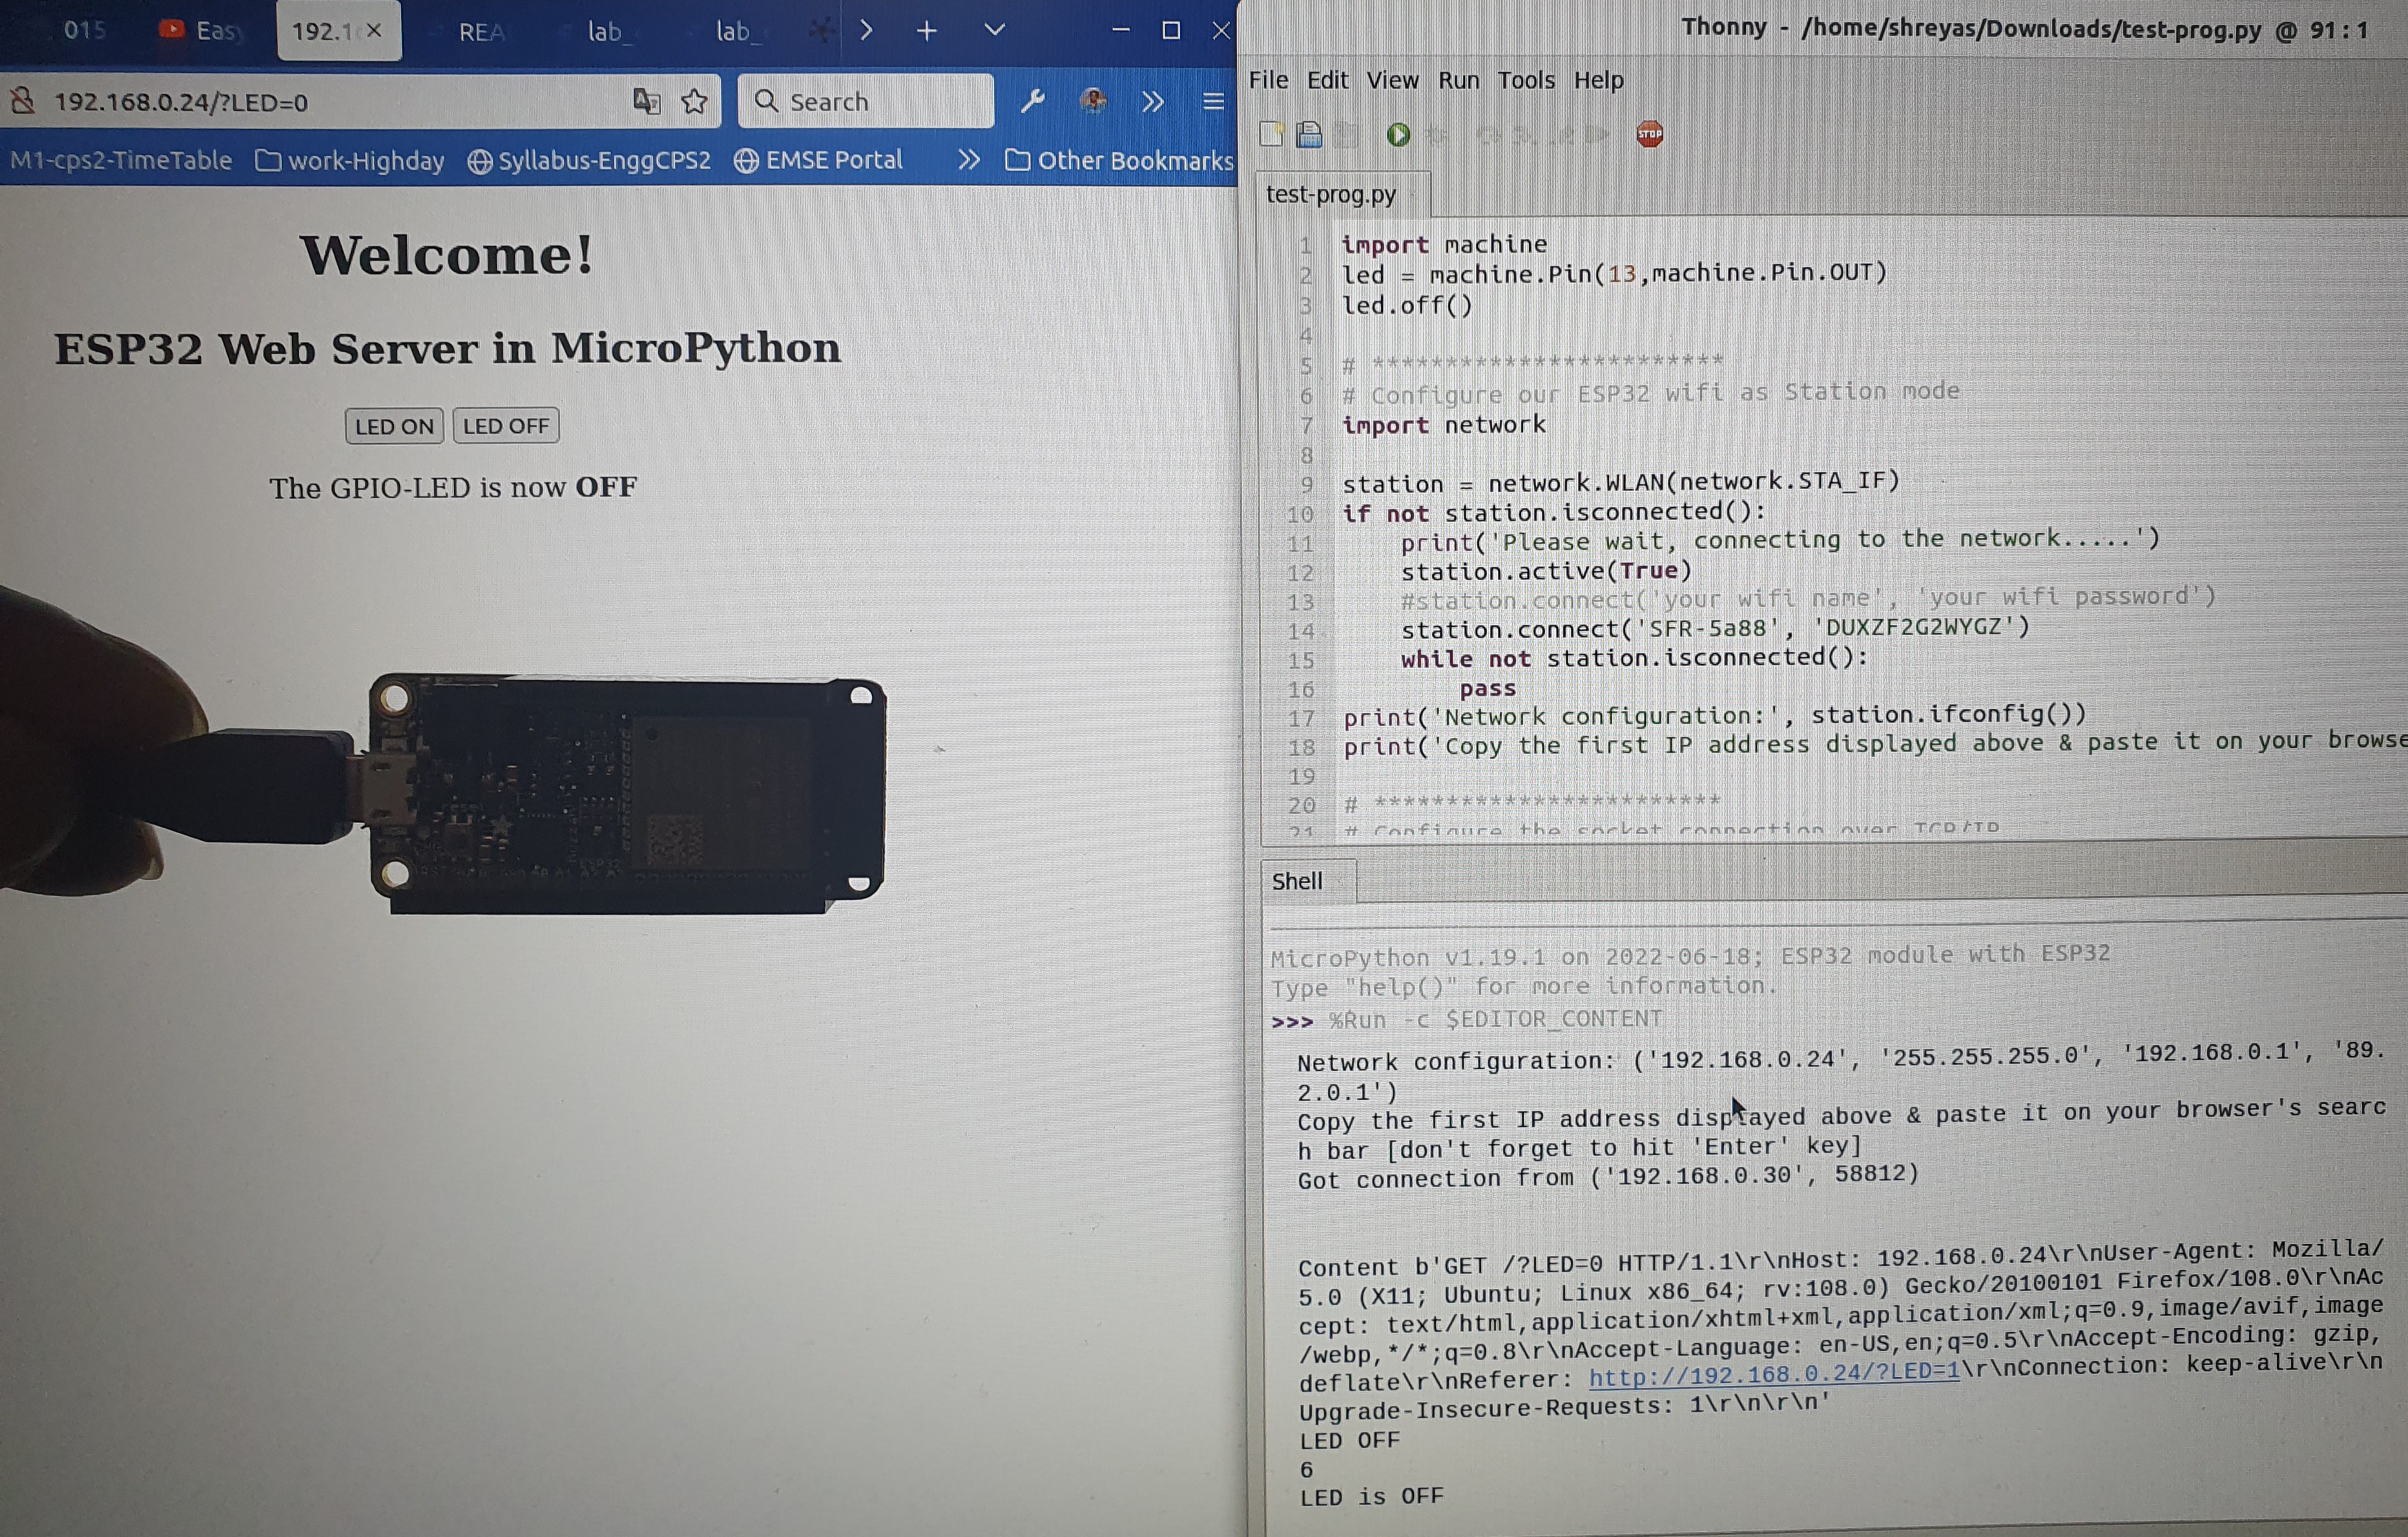 015
Easy
192.1
REA
lab_
lab_
192.168.0.24/?LED=0
Search
M1-cps2-TimeTable
work-Highday
Syllabus-EnggCPS2
EMSE Portal
Other Bookmarks
Welcome!
ESP32 Web Server in MicroPython
LED ON
LED OFF
The GPIO-LED is now OFF
Thonny - /home/shreyas/Downloads/test-prog.py @ 91:1
File Edit View Run Tools Help
STOP
test-prog.py
1 import machine
2 led = machine.Pin(13,machine.Pin.OUT)
3 led.off()
4
5 # ************************
6 # Configure our ESP32 wifi as Station mode
7 import network
8
9 station = network.WLAN(network.STA_IF)
10 if not station.isconnected():
11 print('Please wait, connecting to the network.....')
12 station.active(True)
13 #station.connect('your wifi name', 'your wifi password')
14 station.connect('SFR-5a88', 'DUXZF2G2WYGZ')
15 while not station.isconnected():
16 pass
17 print('Network configuration:', station.ifconfig())
18 print('Copy the first IP address displayed above & paste it on your browse
19
20 # ************************
21 # Configure the socket connection over TCP/IP
Shell
MicroPython v1.19.1 on 2022-06-18; ESP32 module with ESP32
Type "help()" for more information.
>>> %Run -c $EDITOR_CONTENT
Network configuration: ('192.168.0.24', '255.255.255.0', '192.168.0.1', '89.
2.0.1')
Copy the first IP address displayed above & paste it on your browser's searc
h bar [don't forget to hit 'Enter' key]
Got connection from ('192.168.0.30', 58812)
Content b'GET /?LED=0 HTTP/1.1\r\nHost: 192.168.0.24\r\nUser-Agent: Mozilla/
5.0 (X11; Ubuntu; Linux x86_64; rv:108.0) Gecko/20100101 Firefox/108.0\r\nAc
cept: text/html,application/xhtml+xml,application/xml;q=0.9,image/avif,image
/webp,*/*;q=0.8\r\nAccept-Language: en-US,en;q=0.5\r\nAccept-Encoding: gzip,
deflate\r\nReferer: http://192.168.0.24/?LED=1\r\nConnection: keep-alive\r\n
Upgrade-Insecure-Requests: 1\r\n\r\n'
LED OFF
6
LED is OFF